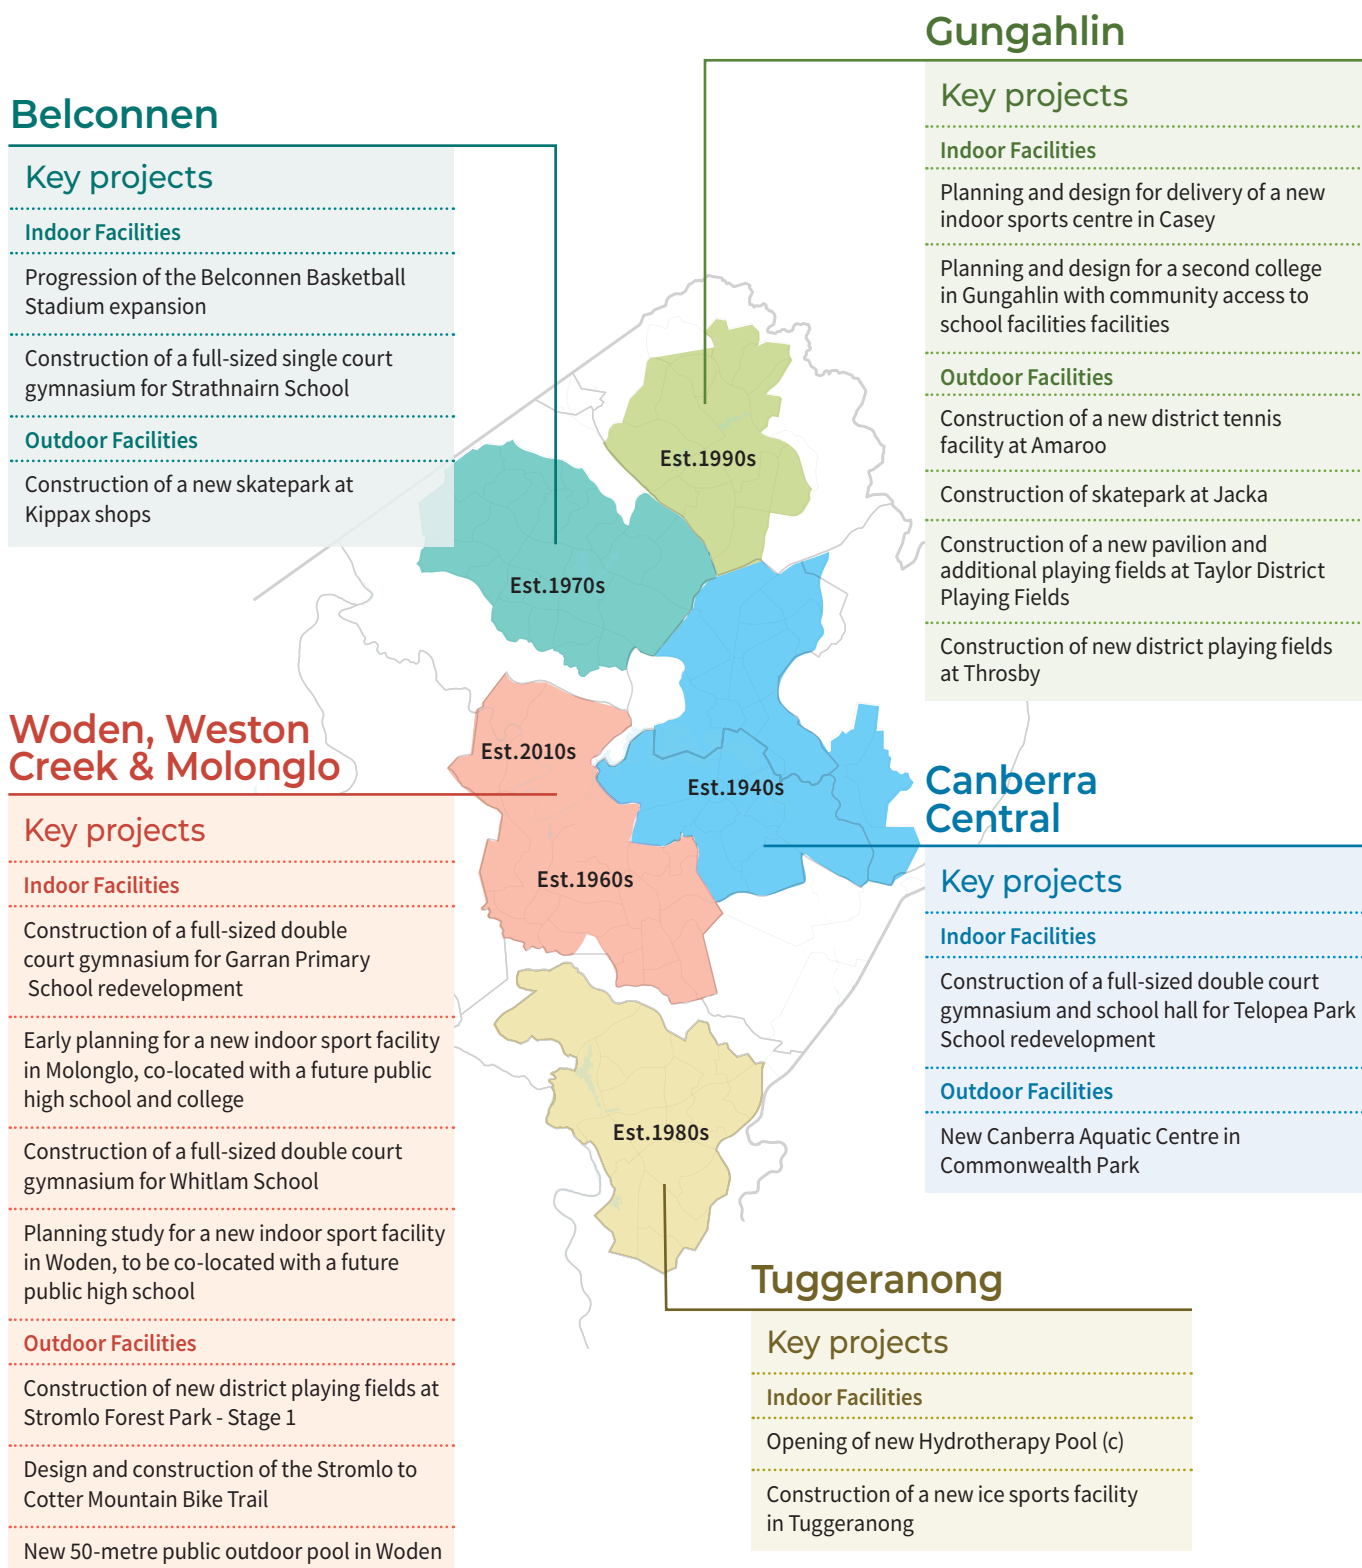 Gungahlin
Key projects
Indoor Facilities
Planning and design for delivery of a new
indoor sports centre in Casey
Planning and design for a second college
in Gungahlin with community access to
school facilities facilities
Outdoor Facilities
Construction of a new district tennis
facility at Amaroo
Construction of skatepark at Jacka
Construction of a new pavilion and
additional playing fields at Taylor District
Playing Fields
Construction of new district playing fields
at Throsby
Belconnen
Key projects
Indoor Facilities
Progression of the Belconnen Basketball
Stadium expansion
Construction of a full-sized single court
gymnasium for Strathnairn School
Outdoor Facilities
Construction of a new skatepark at
Kippax shops
Est.1990s
Est.1970s
Est.2010s
Est.1940s
Est.1960s
Est.1980s
Woden, Weston
Creek & Molonglo
Key projects
Indoor Facilities
Construction of a full-sized double
court gymnasium for Garran Primary
School redevelopment
Early planning for a new indoor sport facility
in Molonglo, co-located with a future public
high school and college
Construction of a full-sized double court
gymnasium for Whitlam School
Planning study for a new indoor sport facility
in Woden, to be co-located with a future
public high school
Outdoor Facilities
Construction of new district playing fields at
Stromlo Forest Park - Stage 1
Design and construction of the Stromlo to
Cotter Mountain Bike Trail
New 50-metre public outdoor pool in Woden
Canberra
Central
Key projects
Indoor Facilities
Construction of a full-sized double court
gymnasium and school hall for Telopea Park
School redevelopment
Outdoor Facilities
New Canberra Aquatic Centre in
Commonwealth Park
Tuggeranong
Key projects
Indoor Facilities
Opening of new Hydrotherapy Pool (c)
Construction of a new ice sports facility
in Tuggeranong